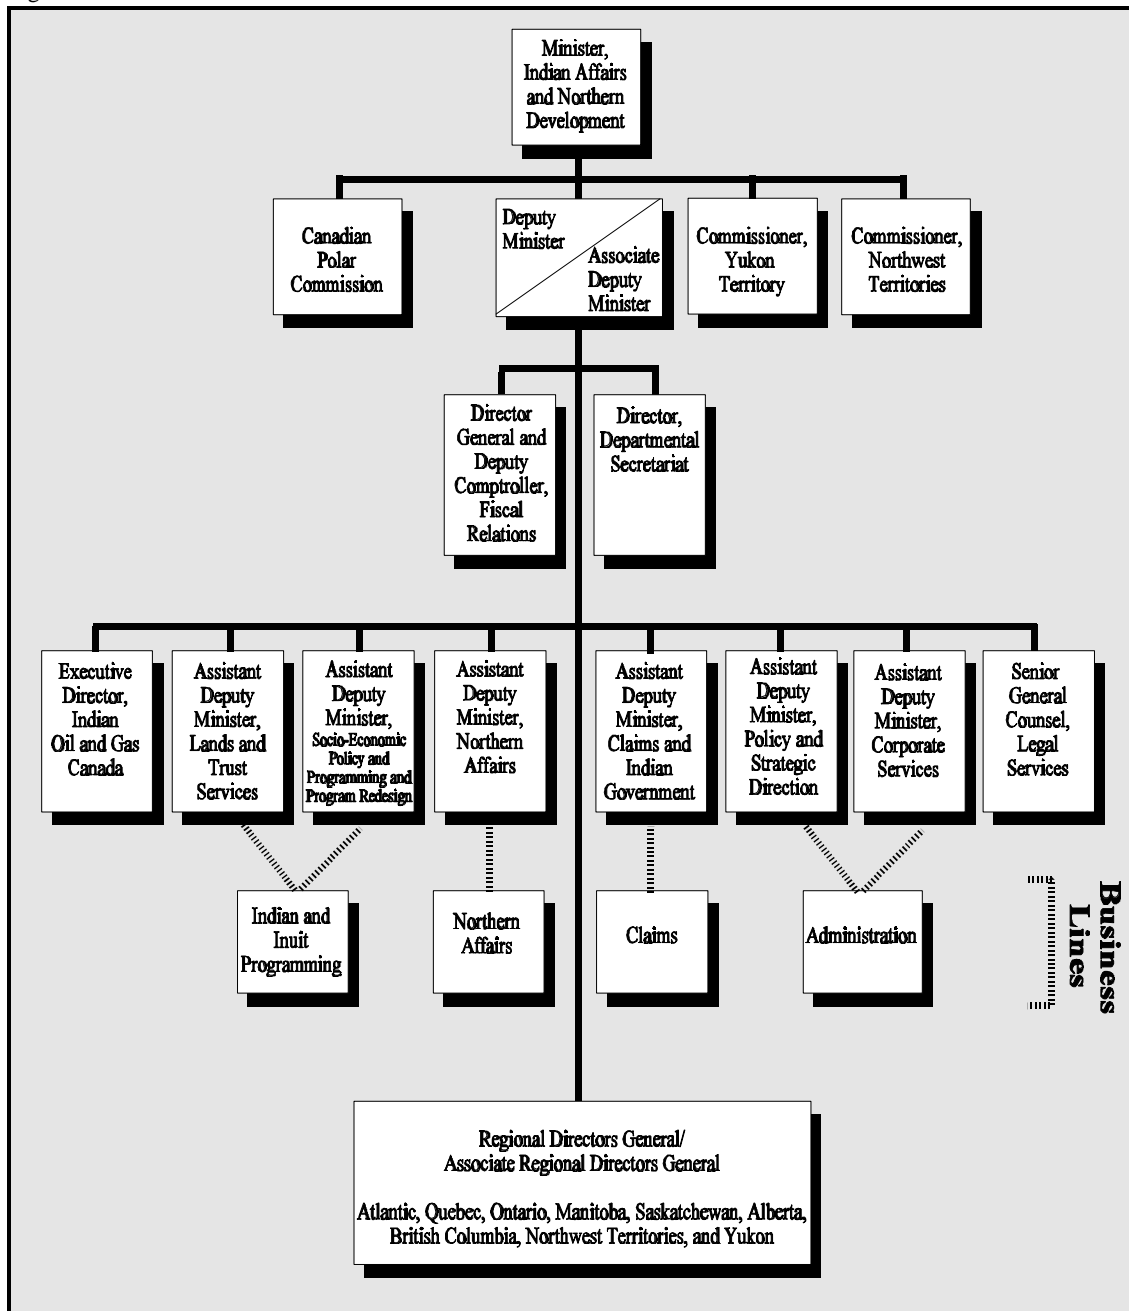 Minister,
Indian Affairs
and Northern
Development
Canadian
Polar
Commission
Deputy
Minister
Associate
Deputy
Minister
Commissioner,
Yukon
Territory
Commissioner,
Northwest
Territories
Director
General and
Deputy
Comptroller,
Fiscal
Relations
Director,
Departmental
Secretariat
Executive
Director,
Indian
Oil and Gas
Canada
Assistant
Deputy
Minister,
Lands and
Trust
Services
Assistant
Deputy
Minister,
Socio-Economic
Policy and
Programming and
Program Redesign
Assistant
Deputy
Minister,
Northern
Affairs
Assistant
Deputy
Minister,
Claims and
Indian
Government
Assistant
Deputy
Minister,
Policy and
Strategic
Direction
Assistant
Deputy
Minister,
Corporate
Services
Senior
General
Counsel,
Legal
Services
Indian and
Inuit
Programming
Northern
Affairs
Claims
Administration
Business
Lines
Regional Directors General/
Associate Regional Directors General
Atlantic, Quebec, Ontario, Manitoba, Saskatchewan, Alberta,
British Columbia, Northwest Territories, and Yukon